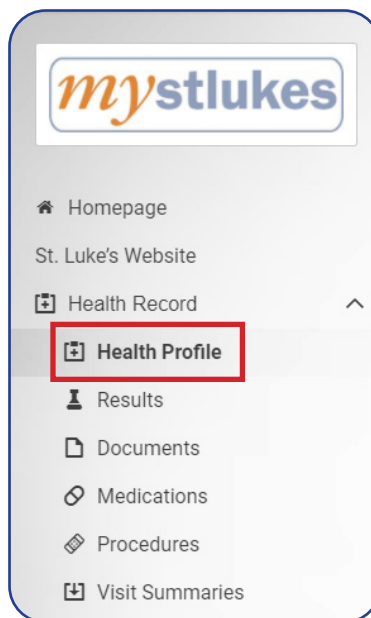 mystlukes
Homepage
St. Luke's Website
Health Record
Health Profile
Results
Documents
Medications
Procedures
Visit Summaries